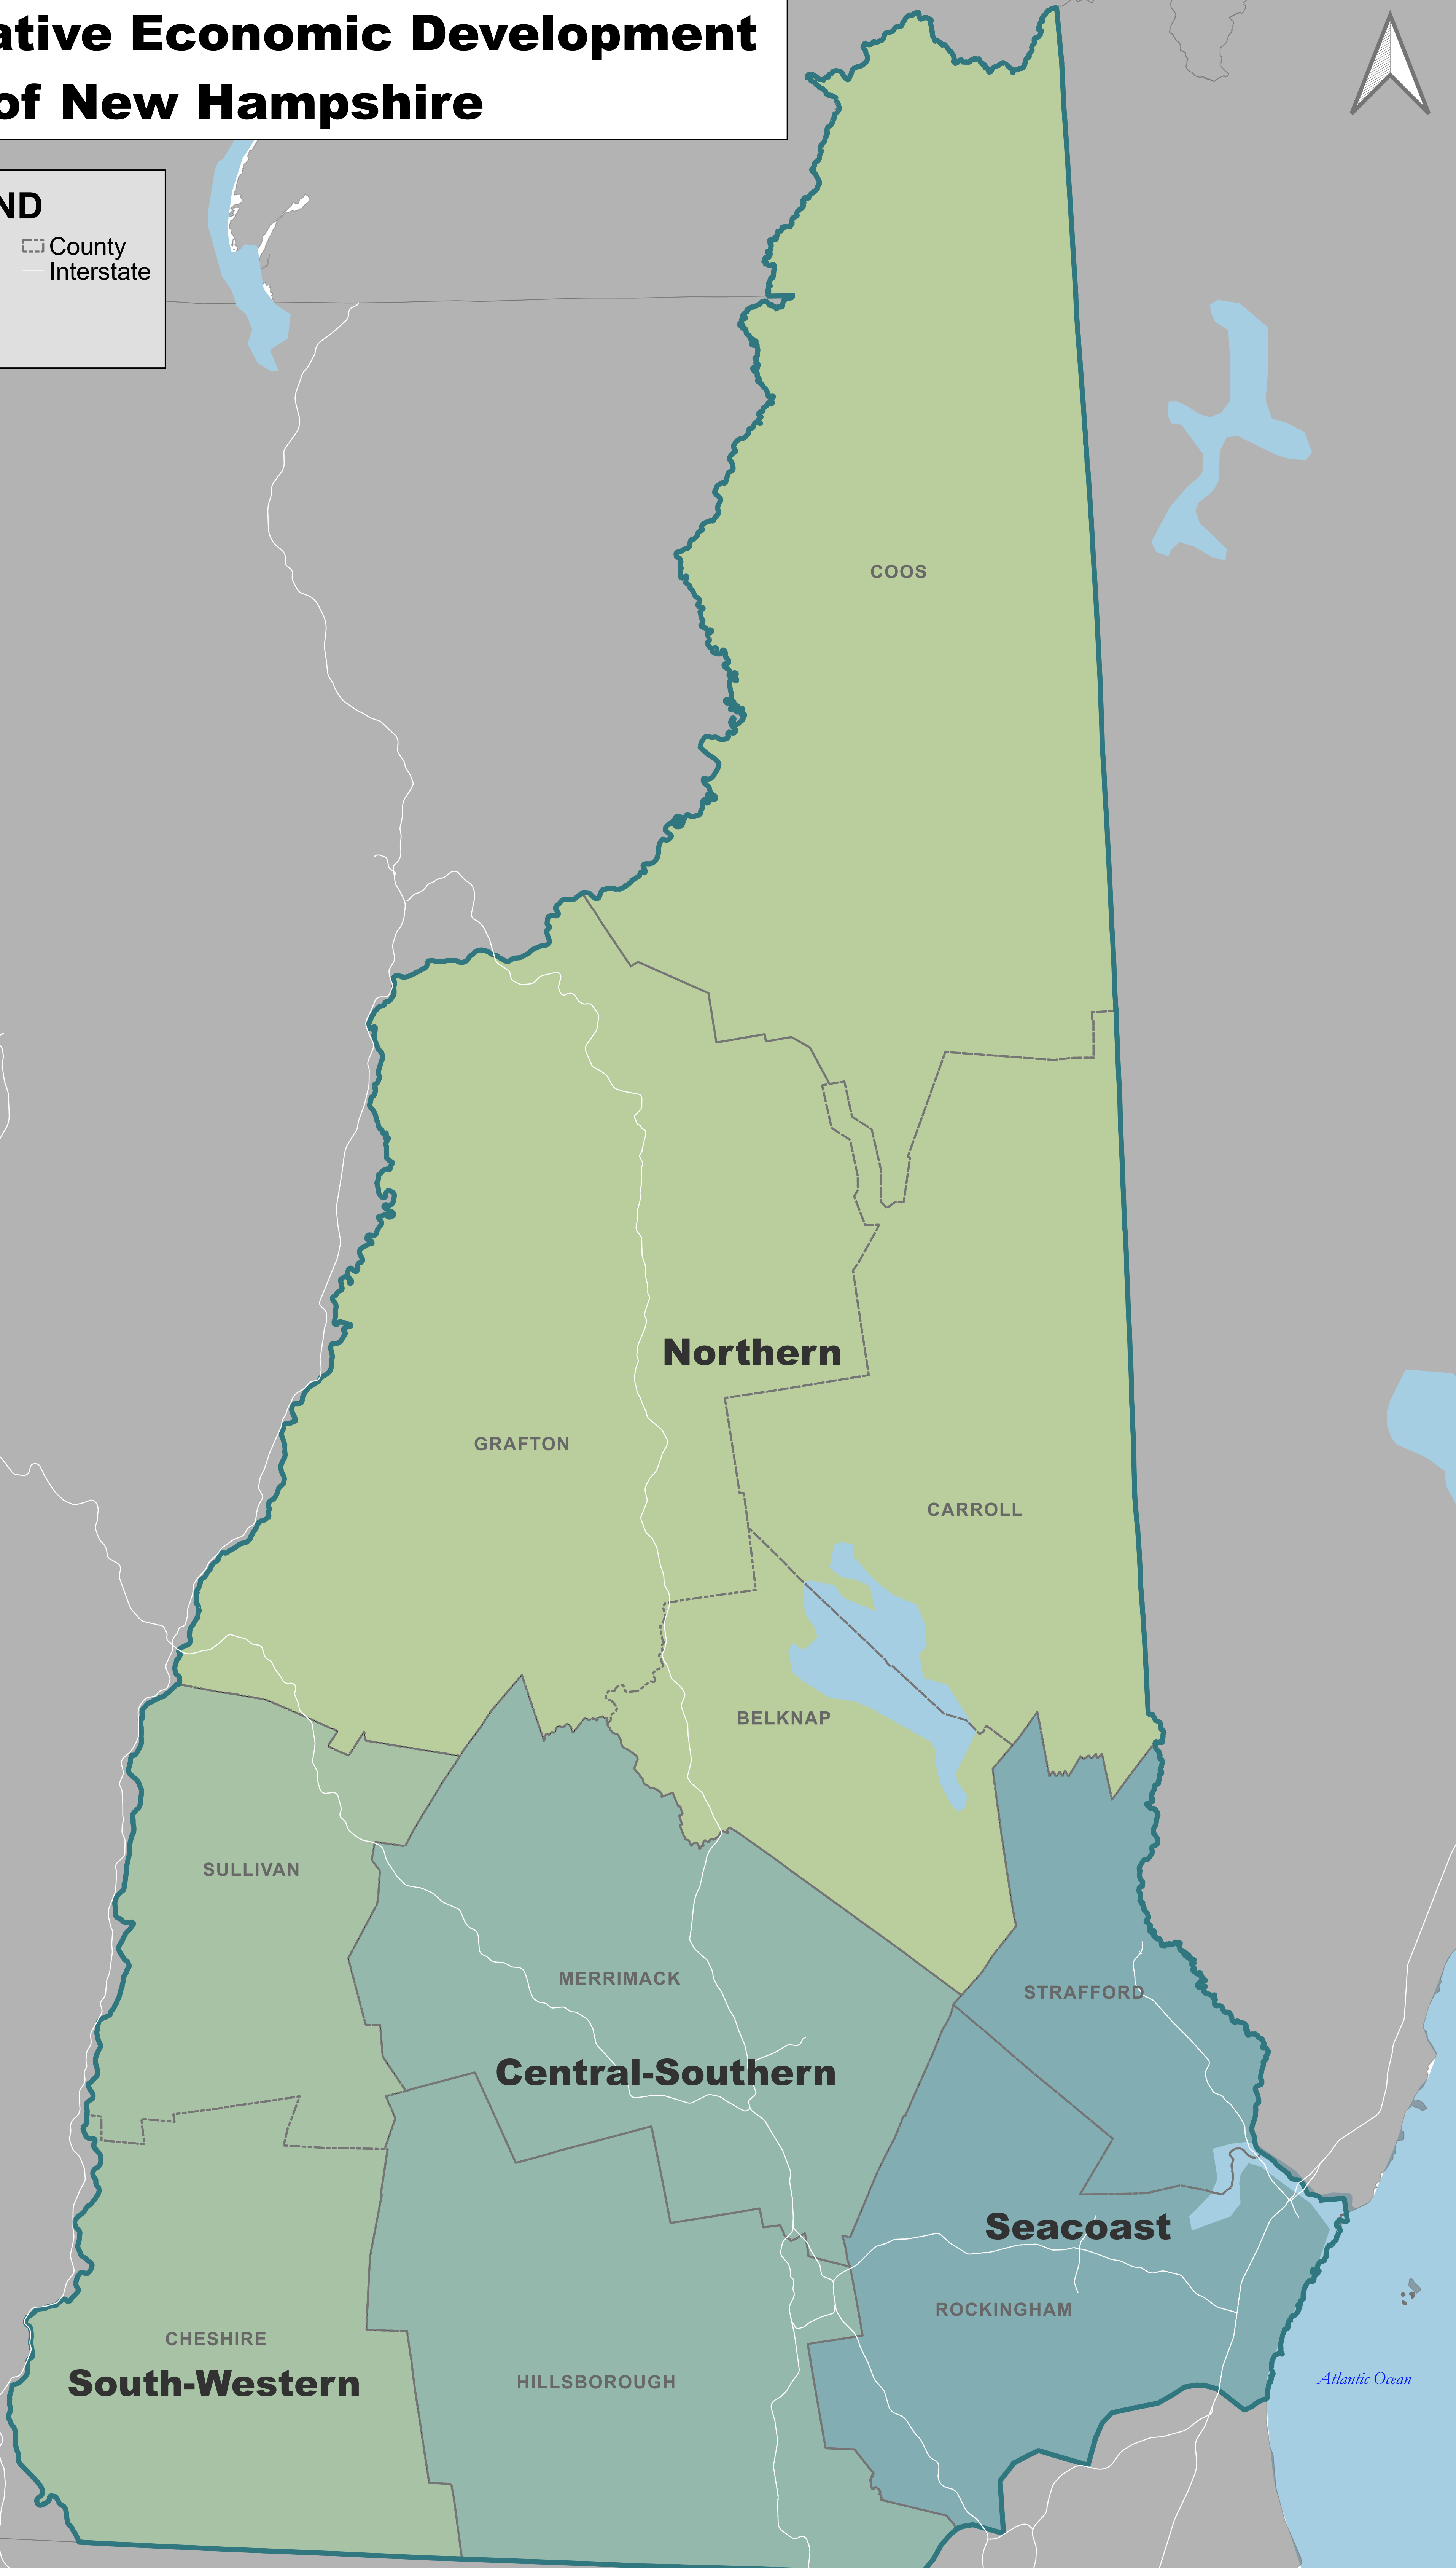 ative Economic Development
of New Hampshire
ND
County
Interstate
COOS
Northern
GRAFTON
CARROLL
BELKNAP
SULLIVAN
MERRIMACK
STRAFFORD
Central-Southern
Seacoast
ROCKINGHAM
CHESHIRE
South-Western
HILLSBOROUGH
Atlantic Ocean